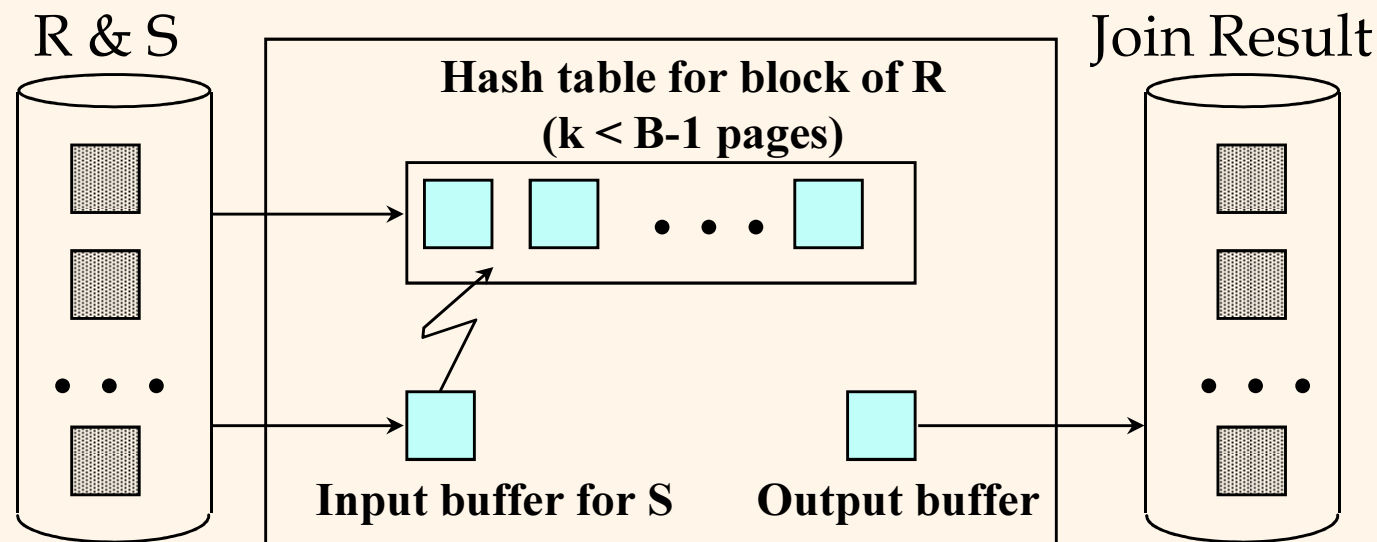 R & S
Join Result
Hash table for block of R
(k < B-1 pages)
• • •
• • •
• • •
Input buffer for S
Output buffer